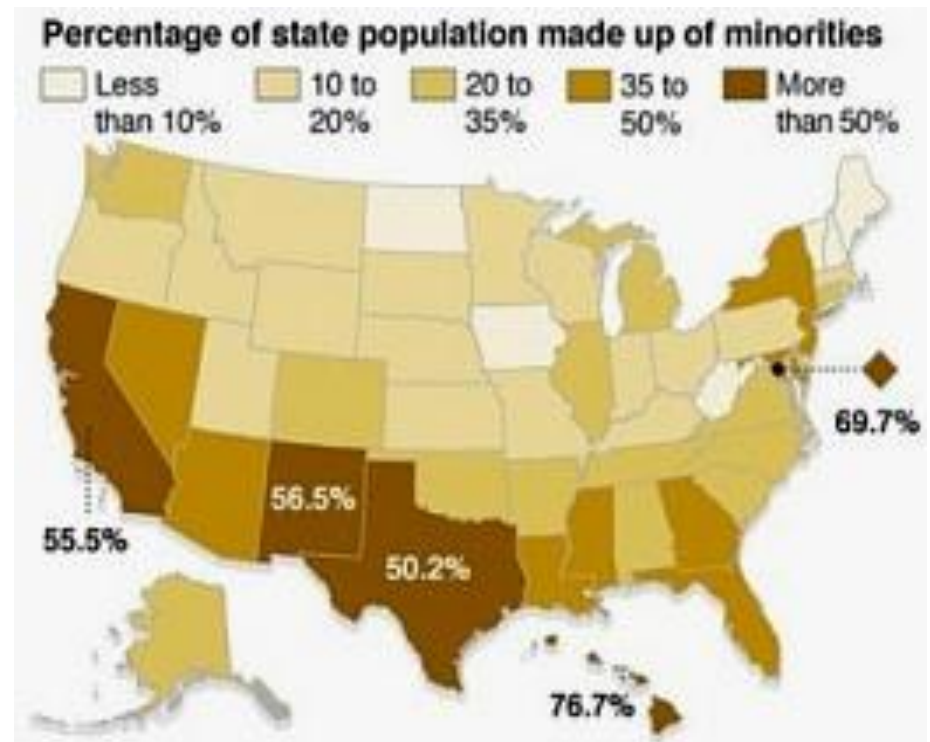 Percentage of state population made up of minorities
Less than 10%
10 to 20%
20 to 35%
35 to 50%
More than 50%
69.7%
56.5%
55.5%
50.2%
76.7%